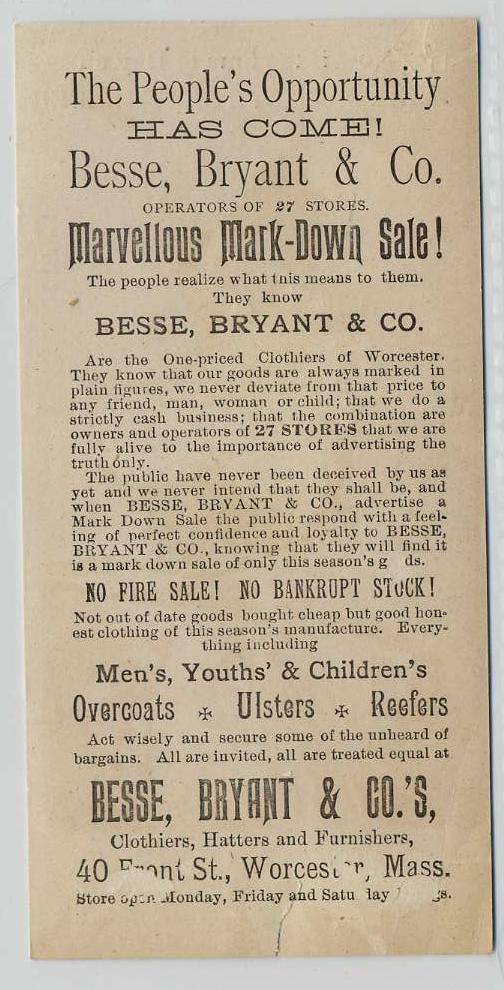 The People's Opportunity
HAS COME!
Besse, Bryant & Co.
OPERATORS OF 27 STORES.
Marvellous Mark-Down Sale!
The people realize what this means to them.
They know
BESSE, BRYANT & CO.
Are the One-priced Clothiers of Worcester.
They know that our goods are always marked in
plain figures, we never deviate from that price to
any friend, man, woman or child; that we do a
strictly cash business; that the combination are
owners and operators of 27 STORES that we are
fully alive to the importance of advertising the
truth only.
The public have never been deceived by us as
yet and we never intend that they shall be, and
when BESSE, BRYANT & CO., advertise a
Mark Down Sale the public respond with a feel-
ing of perfect confidence and loyalty to BESSE,
BRYANT & CO., knowing that they will find it
is a mark down sale of only this season's g ds.
NO FIRE SALE! NO BANKRUPT STOCK!
Not out of date goods bought cheap but good hon-
est clothing of this season's manufacture. Every-
thing including
Men's, Youths' & Children's
Overcoats ✠ Ulsters ✠ Reefers
Act wisely and secure some of the unheard of
bargains. All are invited, all are treated equal at
BESSE, BRYANT & CO.'S,
Clothiers, Hatters and Furnishers,
40 Front St., Worcester, Mass.
Store open Monday, Friday and Satu day